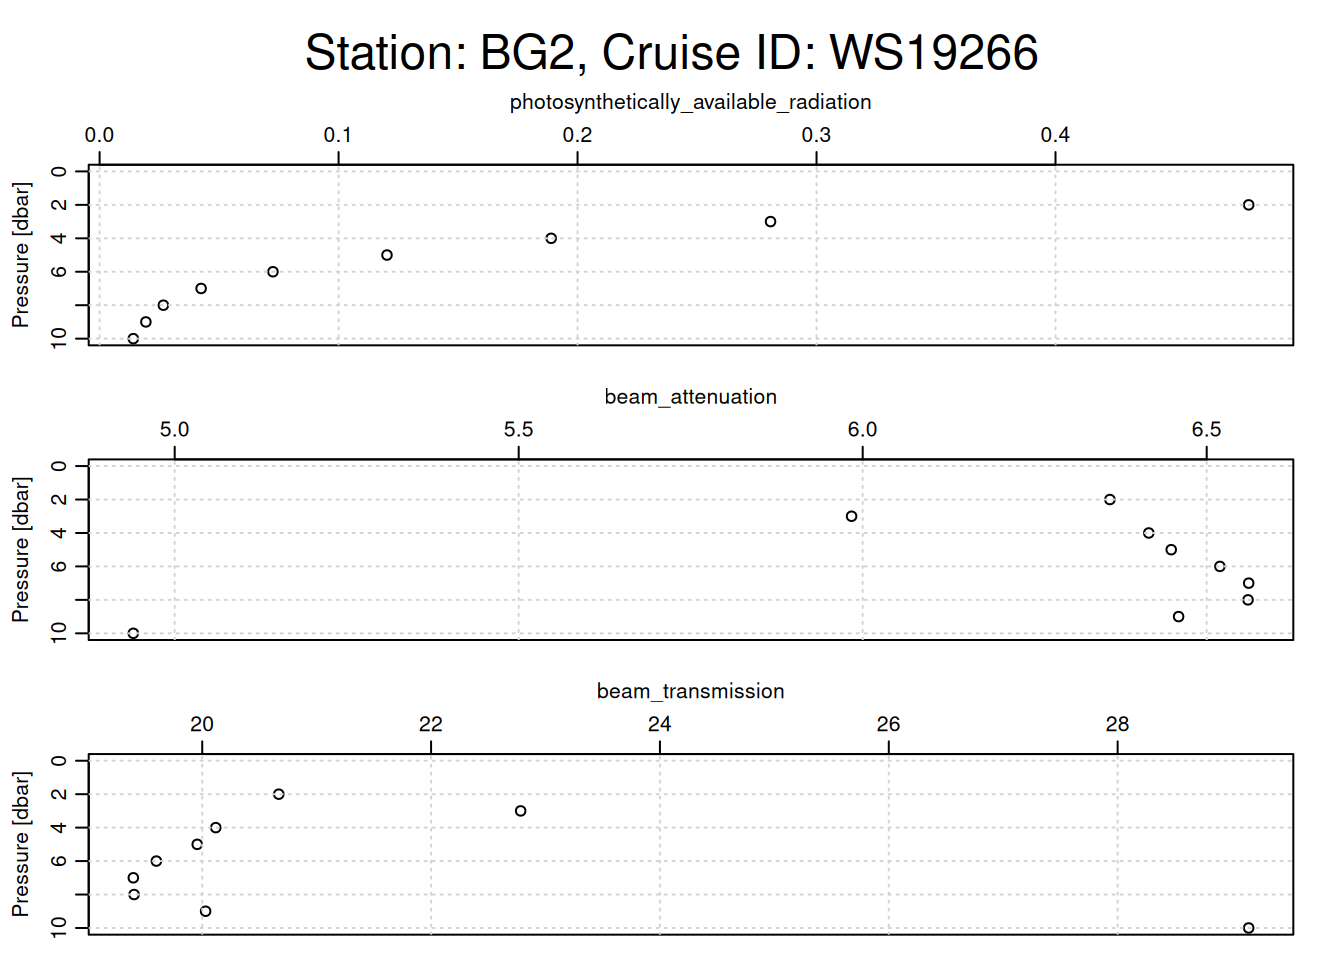 Station: BG2, Cruise ID: WS19266
photosynthetically_available_radiation
0.0 0.1 0.2 0.3 0.4
Pressure [dbar]
0 2 4 6 10
beam_attenuation
5.0 5.5 6.0 6.5
Pressure [dbar]
0 2 4 6 10
beam_transmission
20 22 24 26 28
Pressure [dbar]
0 2 4 6 10